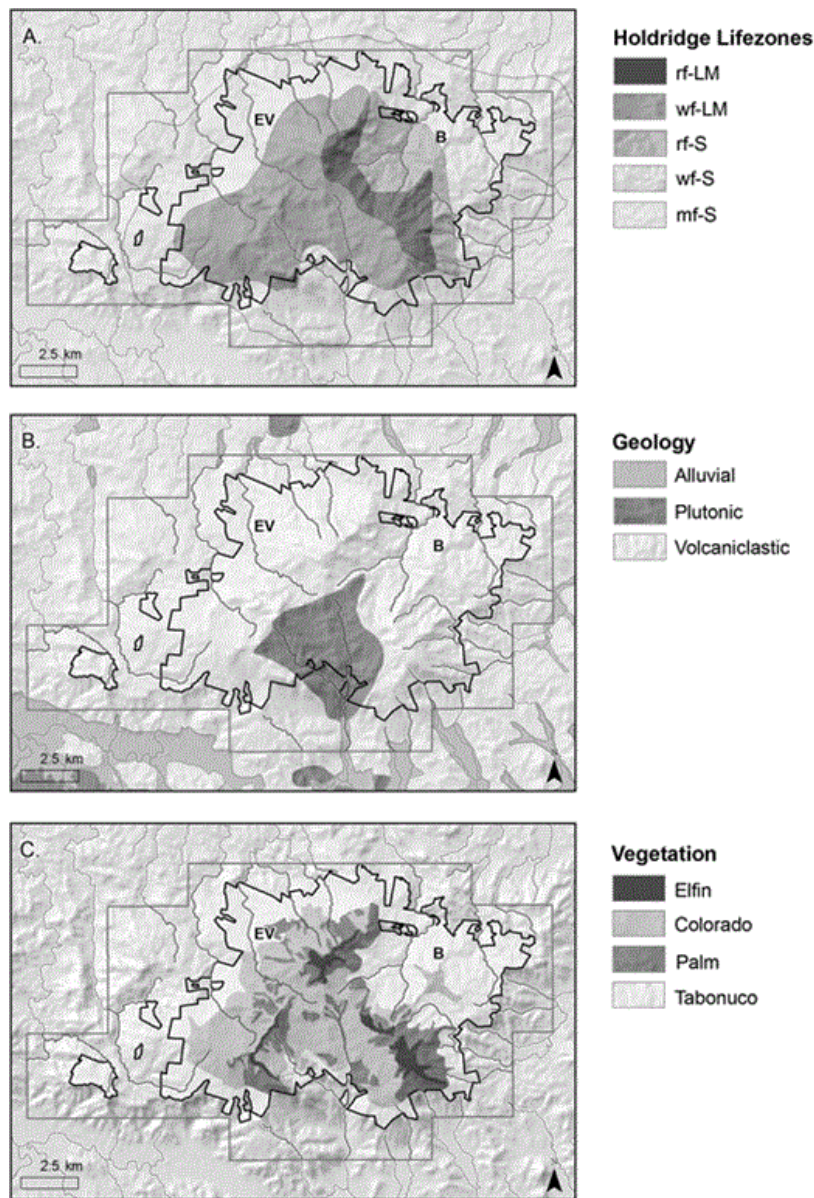 A.
EV
B
2.5 km
N
Holdridge Lifezones
rf-LM
wf-LM
rf-S
wf-S
mf-S
B.
EV
B
2.5 km
Geology
Alluvial
Plutonic
Volcaniclastic
C.
EV
B
2.5 km
N
Vegetation
Elfin
Colorado
Palm
Tabonuco